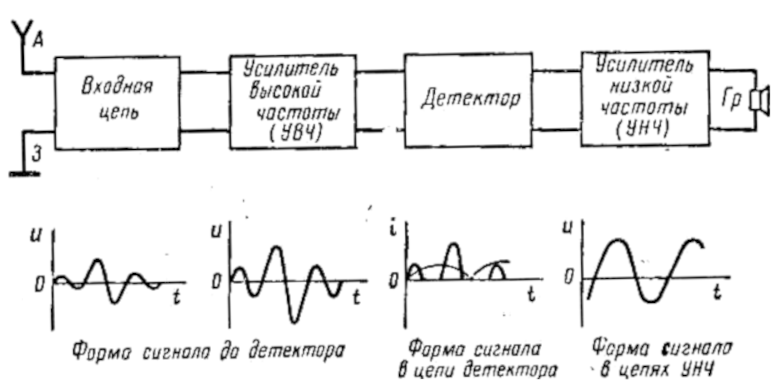 А
З
Входная
цепь
Усилитель
высокой
частоты
(УВЧ)
Детектор
Усилитель
низкой
частоты
(УНЧ)
Гр
u
0
t
u
0
t
i
0
t
u
0
t
Форма сигнала до детектора
Форма сигнала
в цепи детектора
Форма сигнала
в цепях УНЧ